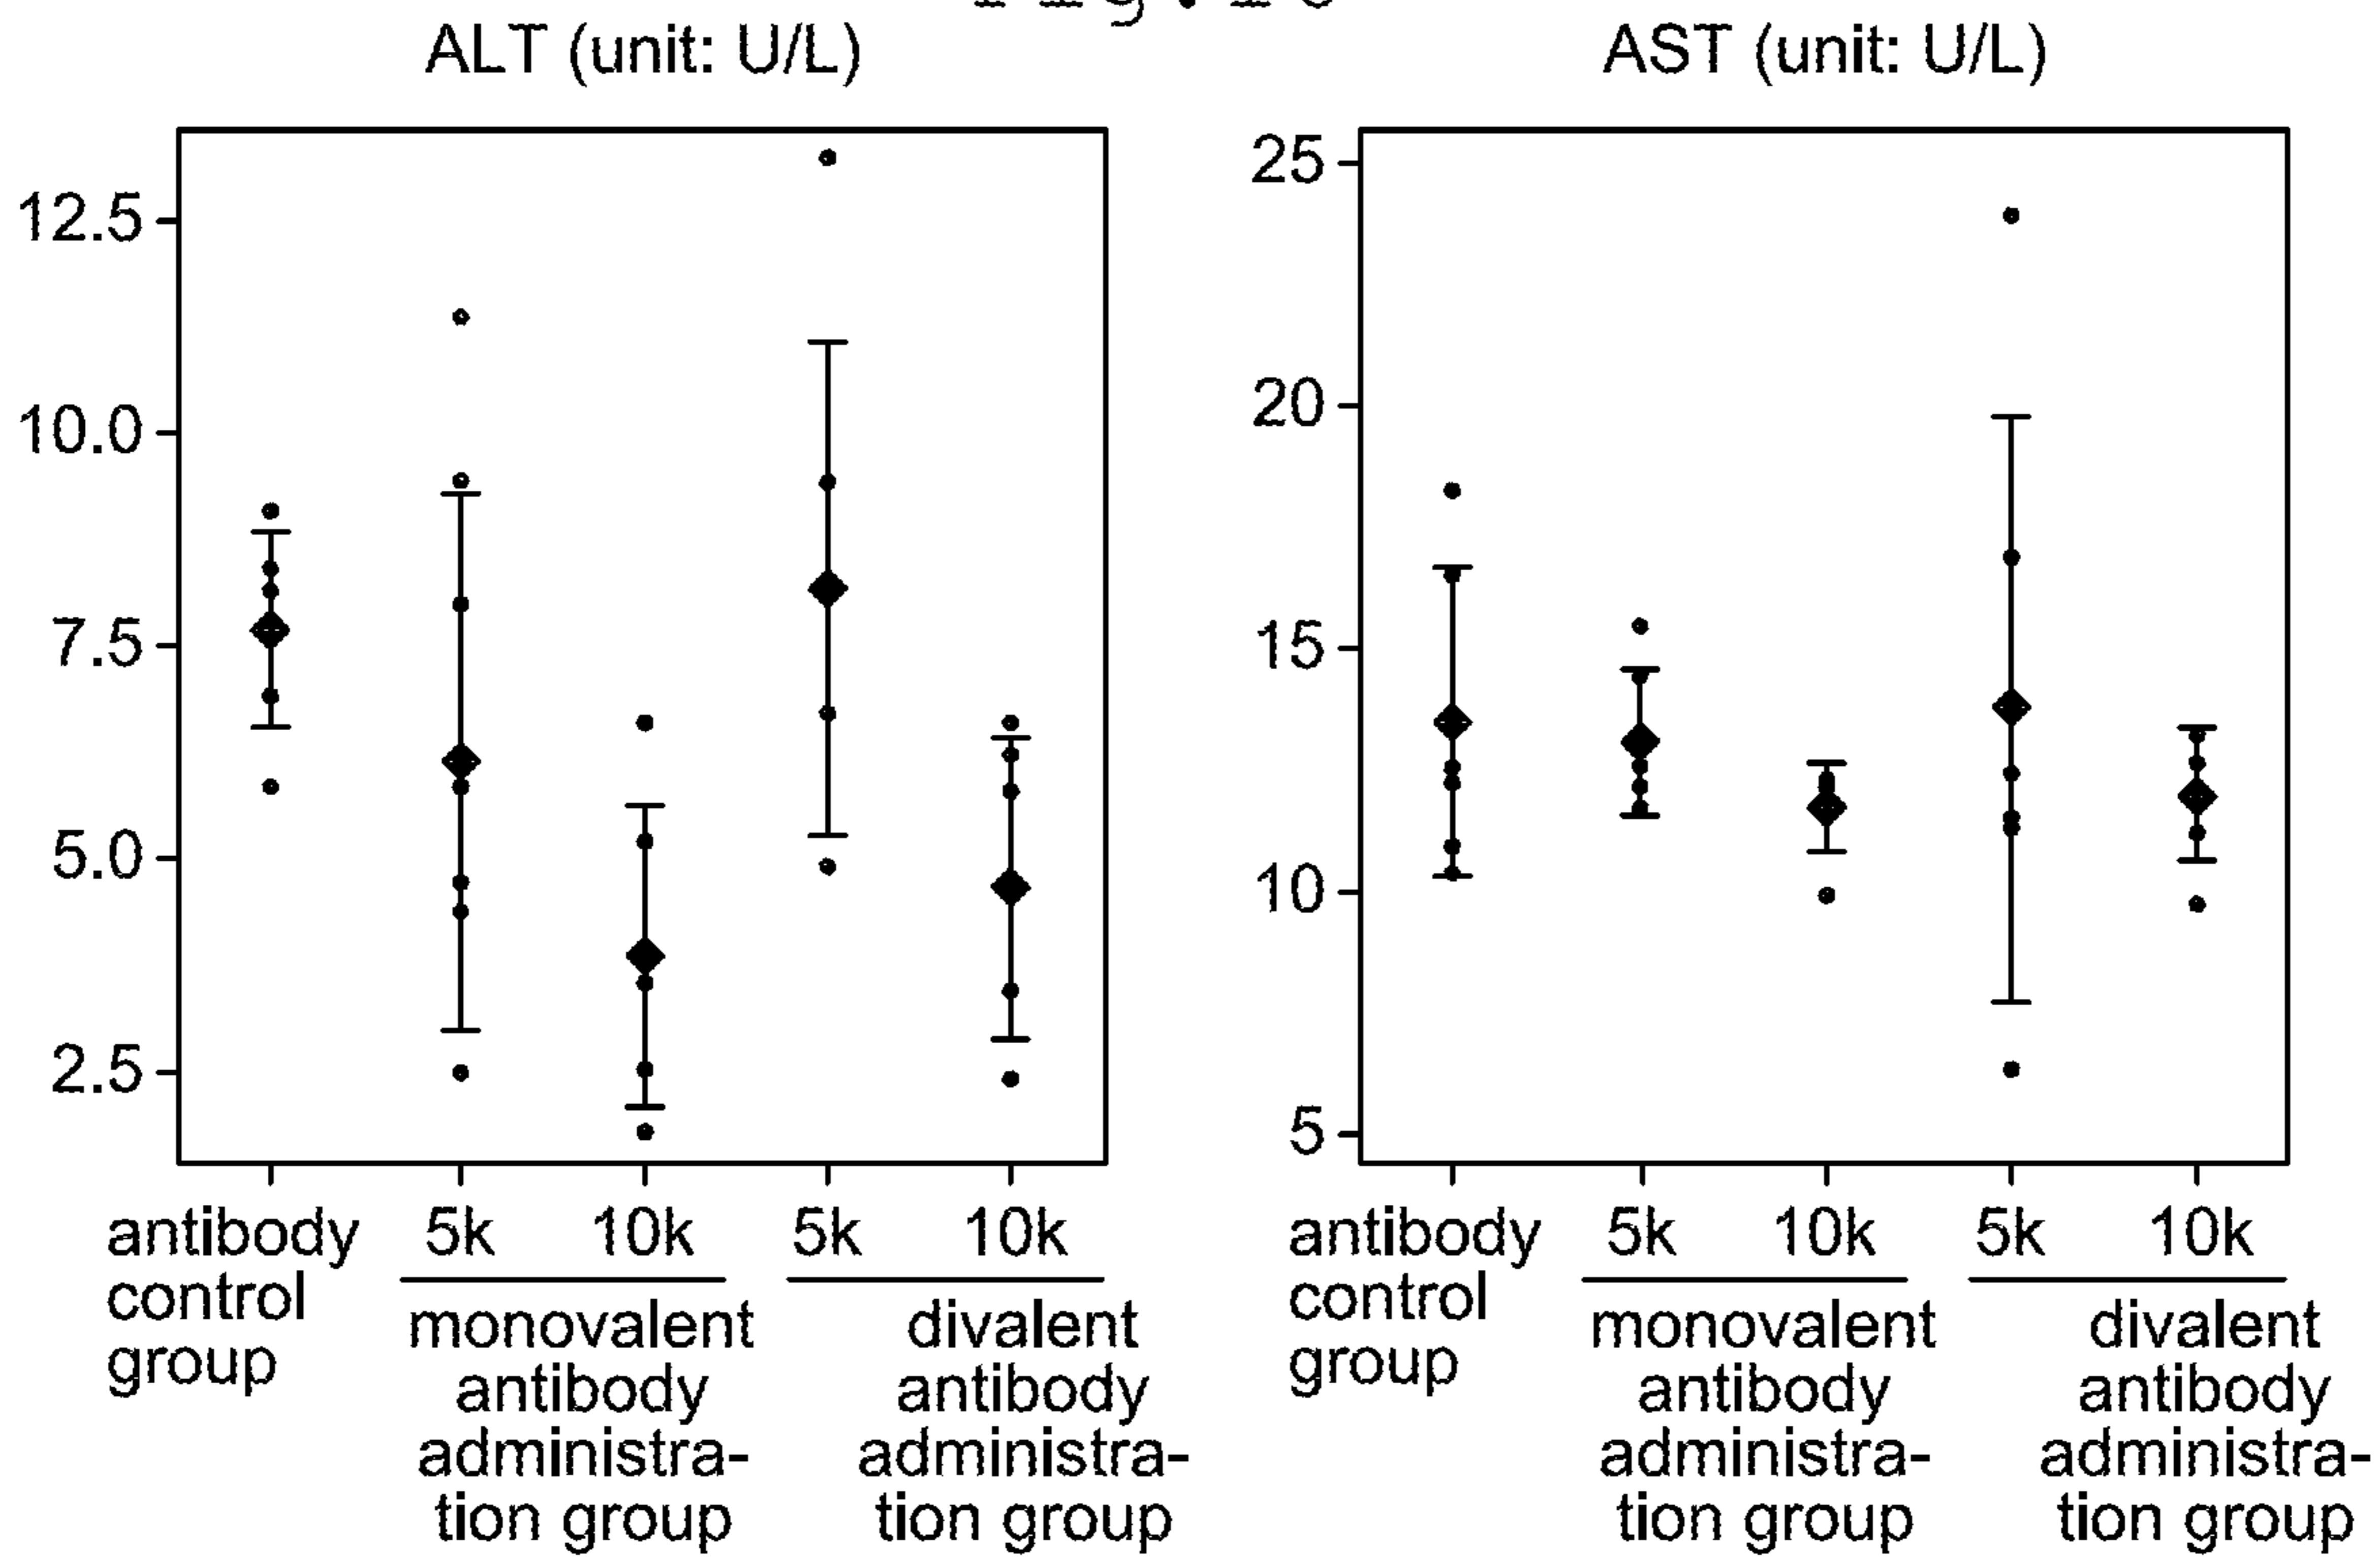 ALT (unit: U/L)
12.5
10.0
7.5
5.0
2.5
antibody
control
group
5k
10k
monovalent
antibody
administra-
tion group
5k
10k
divalent
antibody
administra-
tion group
AST (unit: U/L)
25
20
15
10
5
antibody
control
group
5k
10k
monovalent
antibody
administra-
tion group
5k
10k
divalent
antibody
administra-
tion group